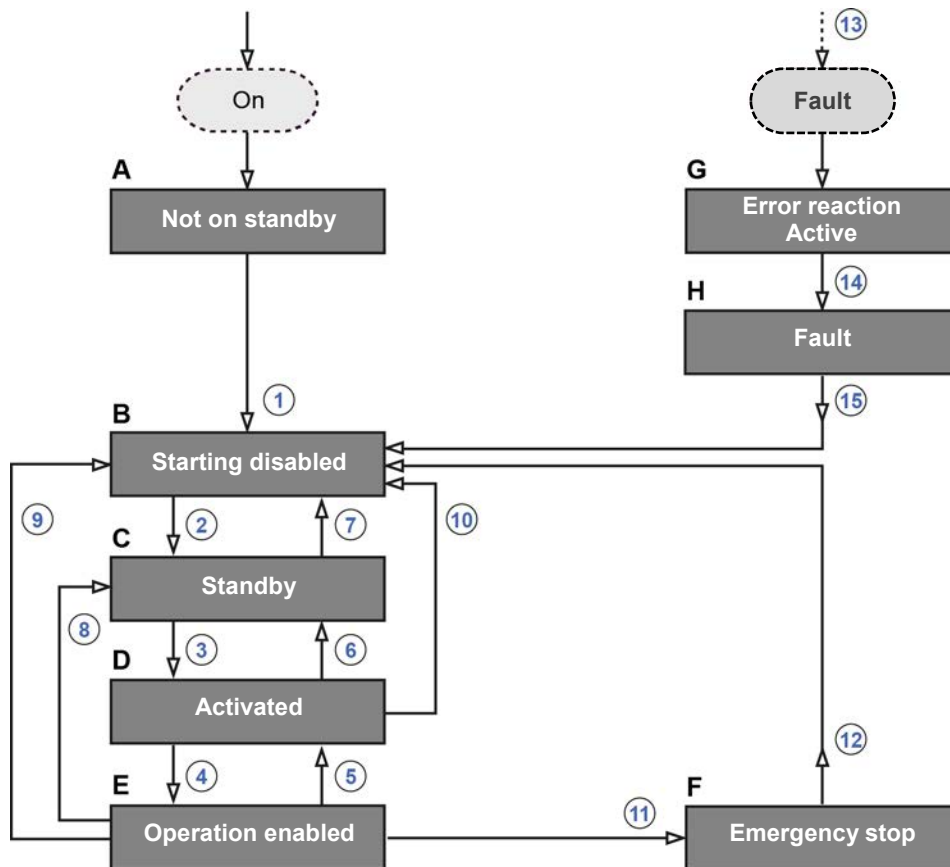 13
On
Fault
A
Not on standby
G
Error reaction
Active
14
H
Fault
1
15
B
Starting disabled
9
2
7
10
C
Standby
8
3
6
D
Activated
4
5
12
E
F
11
Operation enabled
Emergency stop